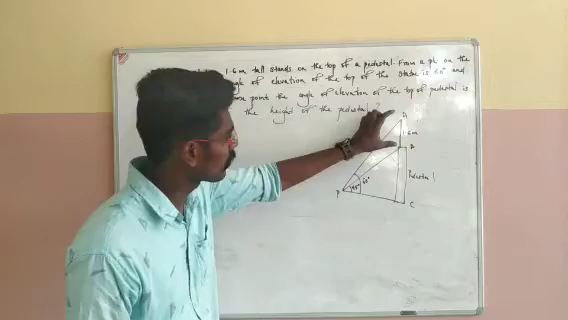 1.6m tall stands on the top of a pedestal. From a pt. on the
angle of elevation of the top of the statue is 60° and
point the angle of elevation of the top of pedestal is
the height of the pedestal ?
1.6m
B
Pedestal
60°
45°
P
C